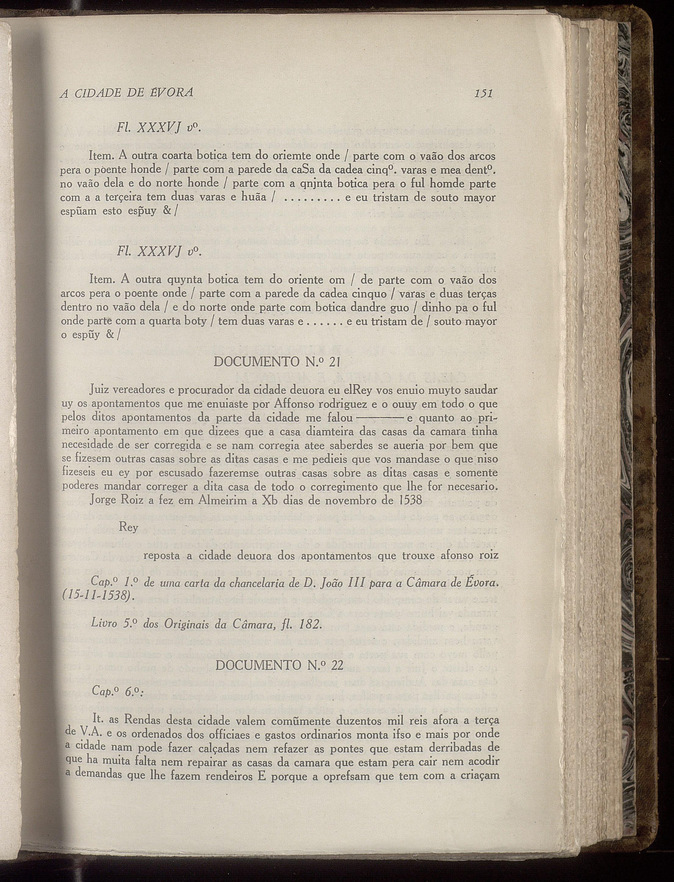 A CIDADE DE ÉVORA 151
Fl. XXXVJ vº.
Item. A outra coarta botica tem do oriemte onde / parte com o vaão dos arcos
pera o poente honde / parte com a parede da caSa da cadea cinqº. varas e mea dentº.
no vaão dela e do norte honde / parte com a qnjnta botica pera o ful homde parte
com a a terçeira tem duas varas e huãa / ......... e eu tristam de souto mayor
espũam esto esp̃uy & /
Fl. XXXVJ vº.
Item. A outra quynta botica tem do oriente om / de parte com o vaão dos
arcos pera o poente onde / parte com a parede da cadea cinquo / varas e duas terças
dentro no vaão dela / e do norte onde parte com botica dandre guo / dinho pa o ful
onde partẽ com a quarta boty / tem duas varas e ...... e eu tristam de / souto mayor
o espũy & /
DOCUMENTO N.º 21
Juiz vereadores e procurador da cidade deuora eu elRey vos enuio muyto saudar
uy os apontamentos que me enuiaste por Affonso rodriguez e o ouuy em todo o que
pelos ditos apontamentos da parte da cidade me falou ——— e quanto ao pri-
meiro apontamento em que dizees que a casa diamteira das casas da camara tinha
necesidade de ser corregida e se nam corregia atee saberdes se aueria por bem que
se fizesem outras casas sobre as ditas casas e me pedieis que vos mandase o que niso
fizeseis eu ey por escusado fazeremse outras casas sobre as ditas casas e somente
poderes mandar correger a dita casa de todo o corregimento que lhe for necesario.
Jorge Roiz a fez em Almeirim a Xb dias de novembro de 1538
Rey
reposta a cidade deuora dos apontamentos que trouxe afonso roiz
Cap.º 1.º de uma carta da chancelaria de D. João III para a Câmara de Évora.
(15-11-1538).
Livro 5.º dos Originais da Câmara, fl. 182.
DOCUMENTO N.º 22
Cap.º 6.º:
It. as Rendas desta cidade valem comũmente duzentos mil reis afora a terça
de V.A. e os ordenados dos officiaes e gastos ordinarios monta ifso e mais por onde
a cidade nam pode fazer calçadas nem refazer as pontes que estam derribadas de
que ha muita falta nem repairar as casas da camara que estam pera cair nem acodir
a demandas que lhe fazem rendeiros E porque a oprefsam que tem com a criaçam